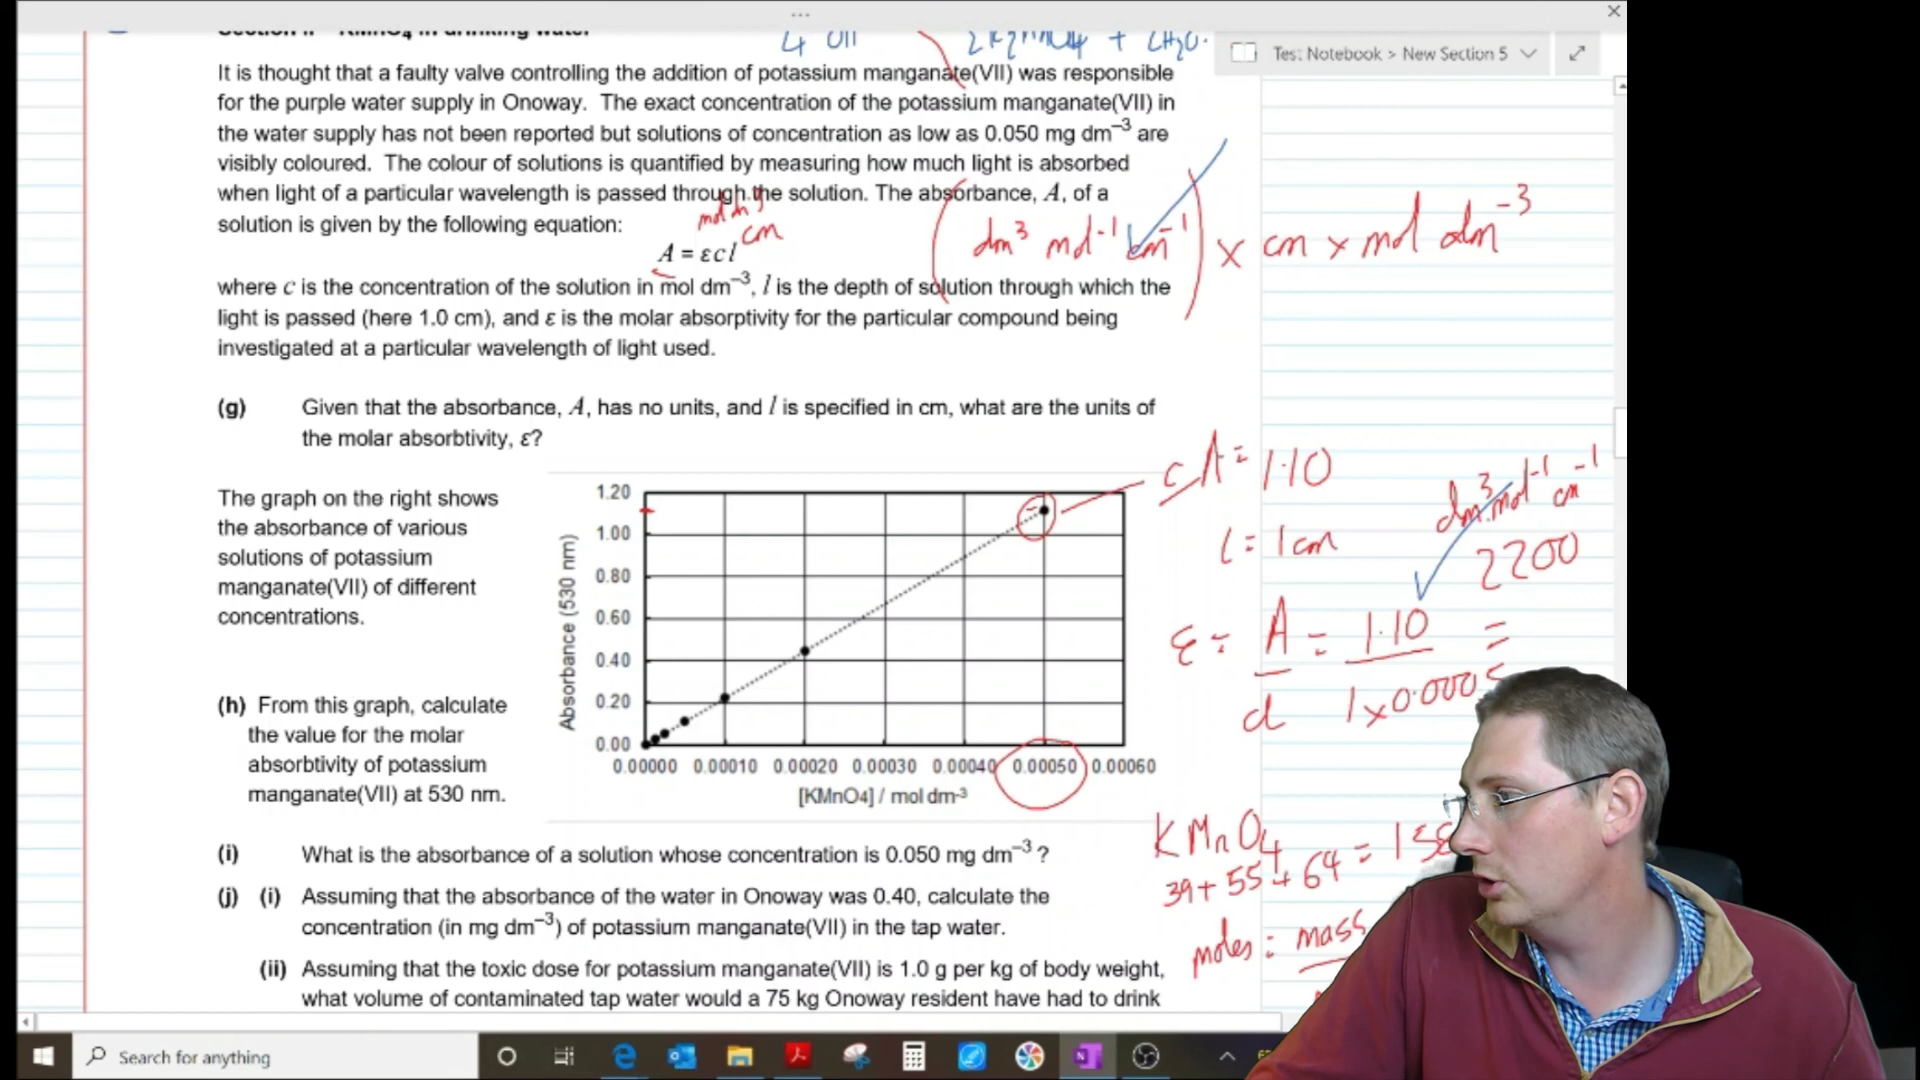 Section 1: KMnO4 in drinking water
4 OH
+ 2H2O.
Test Notebook > New Section 5
It is thought that a faulty valve controlling the addition of potassium manganate(VII) was responsible
for the purple water supply in Onoway. The exact concentration of the potassium manganate(VII) in
the water supply has not been reported but solutions of concentration as low as 0.050 mg dm⁻³ are
visibly coloured. The colour of solutions is quantified by measuring how much light is absorbed
when light of a particular wavelength is passed through the solution. The absorbance, A, of a
solution is given by the following equation:
mol dm⁻³
cm
A = εcl
(dm³ mol⁻¹ cm⁻¹) × cm × mol dm⁻³
where c is the concentration of the solution in mol dm⁻³, l is the depth of solution through which the
light is passed (here 1.0 cm), and ε is the molar absorptivity for the particular compound being
investigated at a particular wavelength of light used.
(g) Given that the absorbance, A, has no units, and l is specified in cm, what are the units of
the molar absorbtivity, ε?
The graph on the right shows
the absorbance of various
solutions of potassium
manganate(VII) of different
concentrations.
(h) From this graph, calculate
the value for the molar
absorbtivity of potassium
manganate(VII) at 530 nm.
Absorbance (530 nm)
1.20
1.00
0.80
0.60
0.40
0.20
0.00
0.00000 0.00010 0.00020 0.00030 0.00040 0.00050 0.00060
[KMnO4] / mol dm⁻³
A = 1.10
l = 1cm
dm³ mol⁻¹ cm⁻¹
2200
ε = A/cl = 1.10/1×0.0005 =
KMnO4
39 + 55 + 64 = 158
moles = mass
(i) What is the absorbance of a solution whose concentration is 0.050 mg dm⁻³ ?
(j) (i) Assuming that the absorbance of the water in Onoway was 0.40, calculate the
concentration (in mg dm⁻³) of potassium manganate(VII) in the tap water.
(ii) Assuming that the toxic dose for potassium manganate(VII) is 1.0 g per kg of body weight,
what volume of contaminated tap water would a 75 kg Onoway resident have had to drink
Search for anything